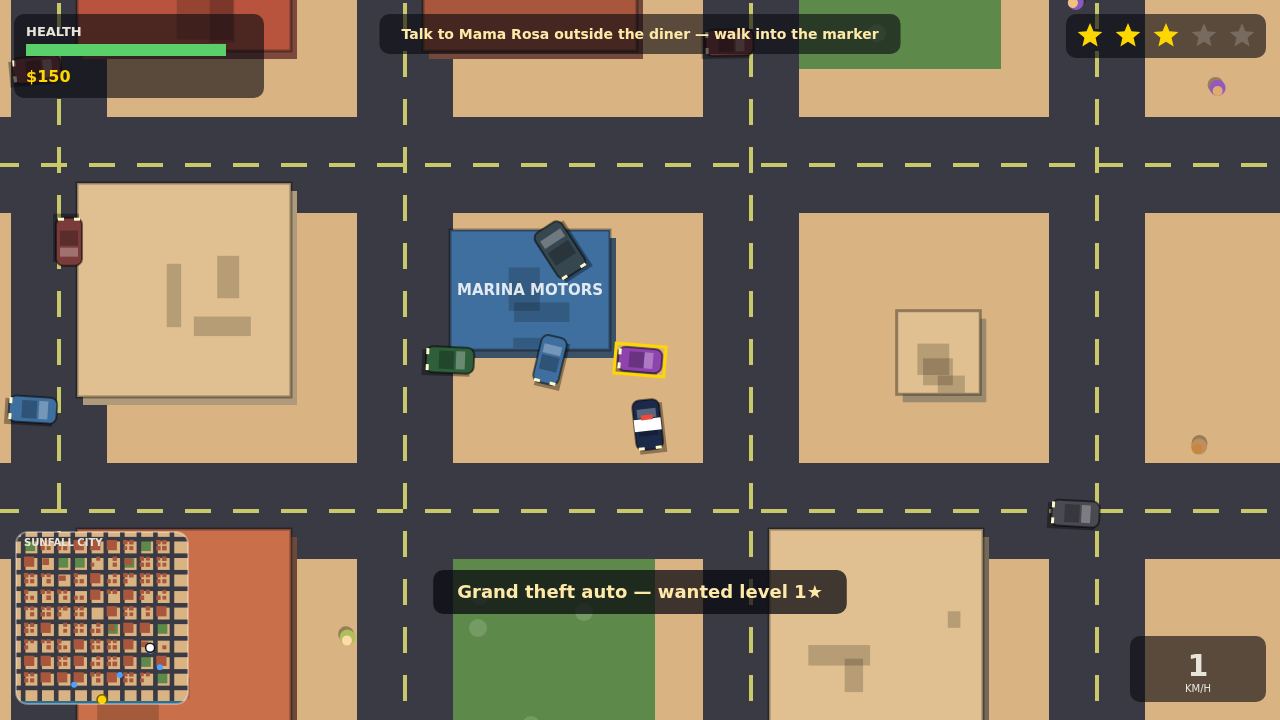 HEALTH
$150
Talk to Mama Rosa outside the diner — walk into the marker
MARINA MOTORS
SUNFALL CITY
Grand theft auto — wanted level 1★
1
KM/H